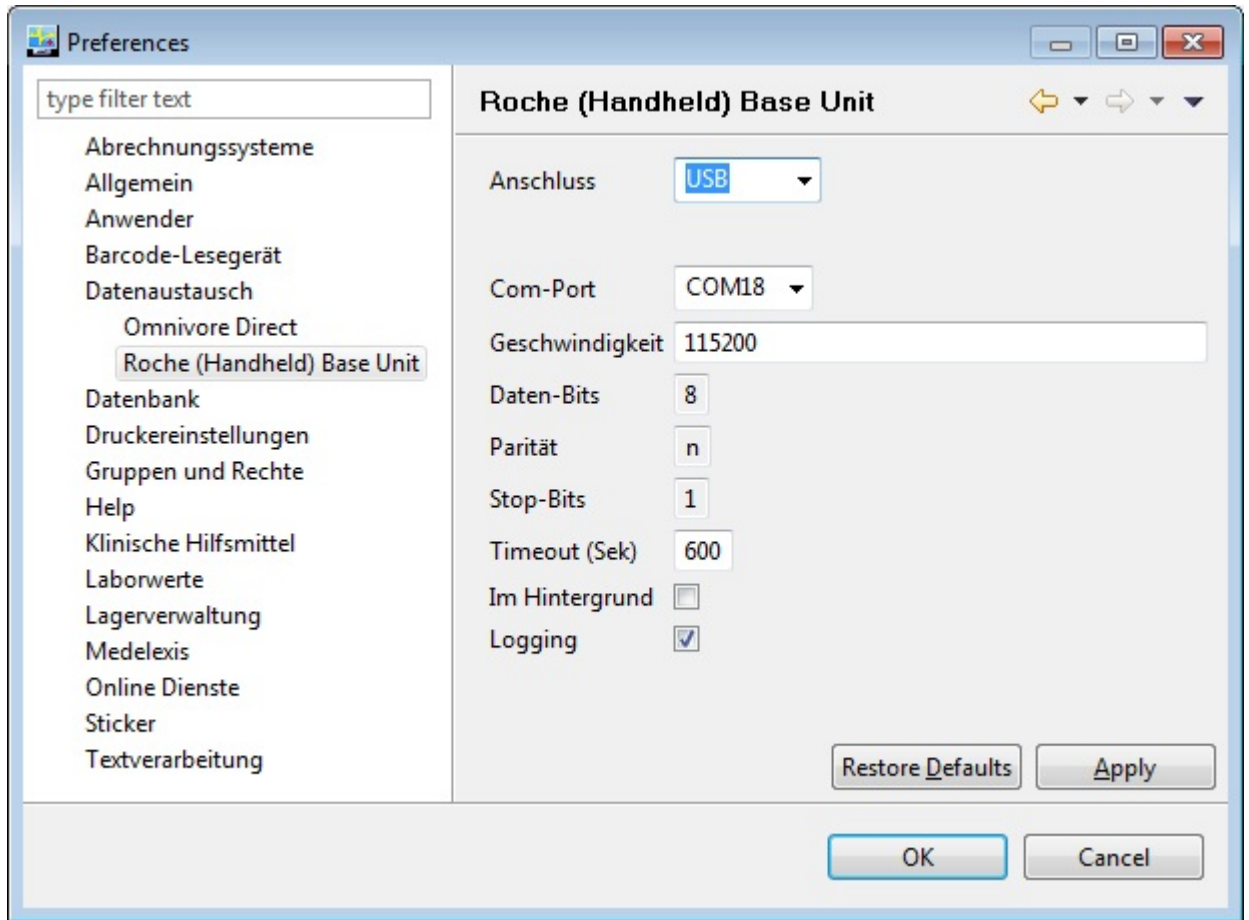 Preferences
type filter text
Abrechnungssysteme
Allgemein
Anwender
Barcode-Lesegerät
Datenaustausch
Omnivore Direct
Roche (Handheld) Base Unit
Datenbank
Druckereinstellungen
Gruppen und Rechte
Help
Klinische Hilfsmittel
Laborwerte
Lagerverwaltung
Medelexis
Online Dienste
Sticker
Textverarbeitung
Roche (Handheld) Base Unit
Anschluss USB
Com-Port COM18
Geschwindigkeit 115200
Daten-Bits 8
Parität n
Stop-Bits 1
Timeout (Sek) 600
Im Hintergrund
Logging
Restore Defaults Apply
OK Cancel